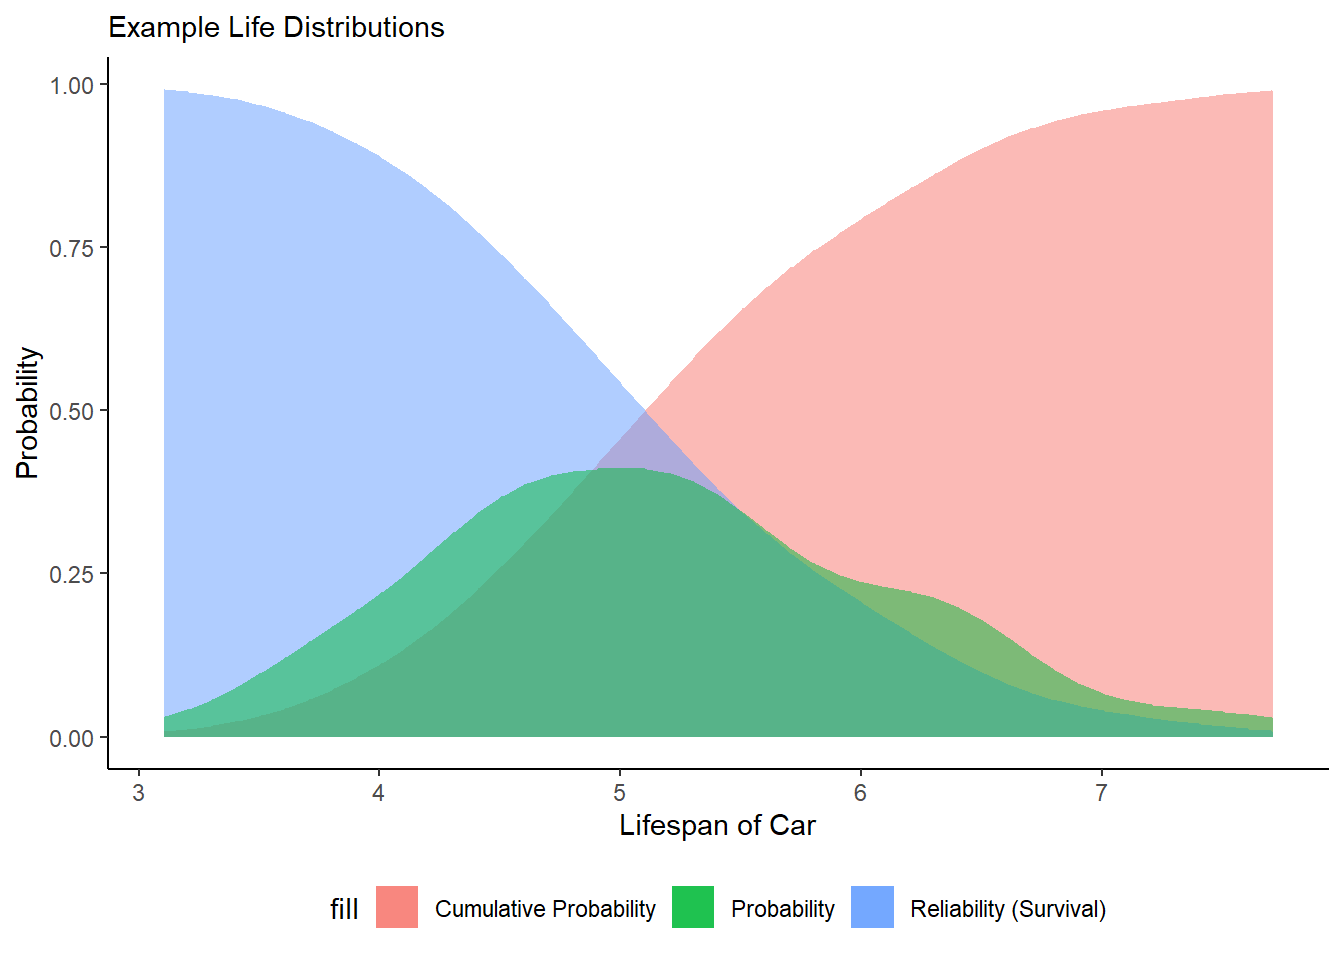 Example Life Distributions
1.00
0.75
0.50
0.25
0.00
Probability
3 4 5 6 7
Lifespan of Car
fill Cumulative Probability Probability Reliability (Survival)